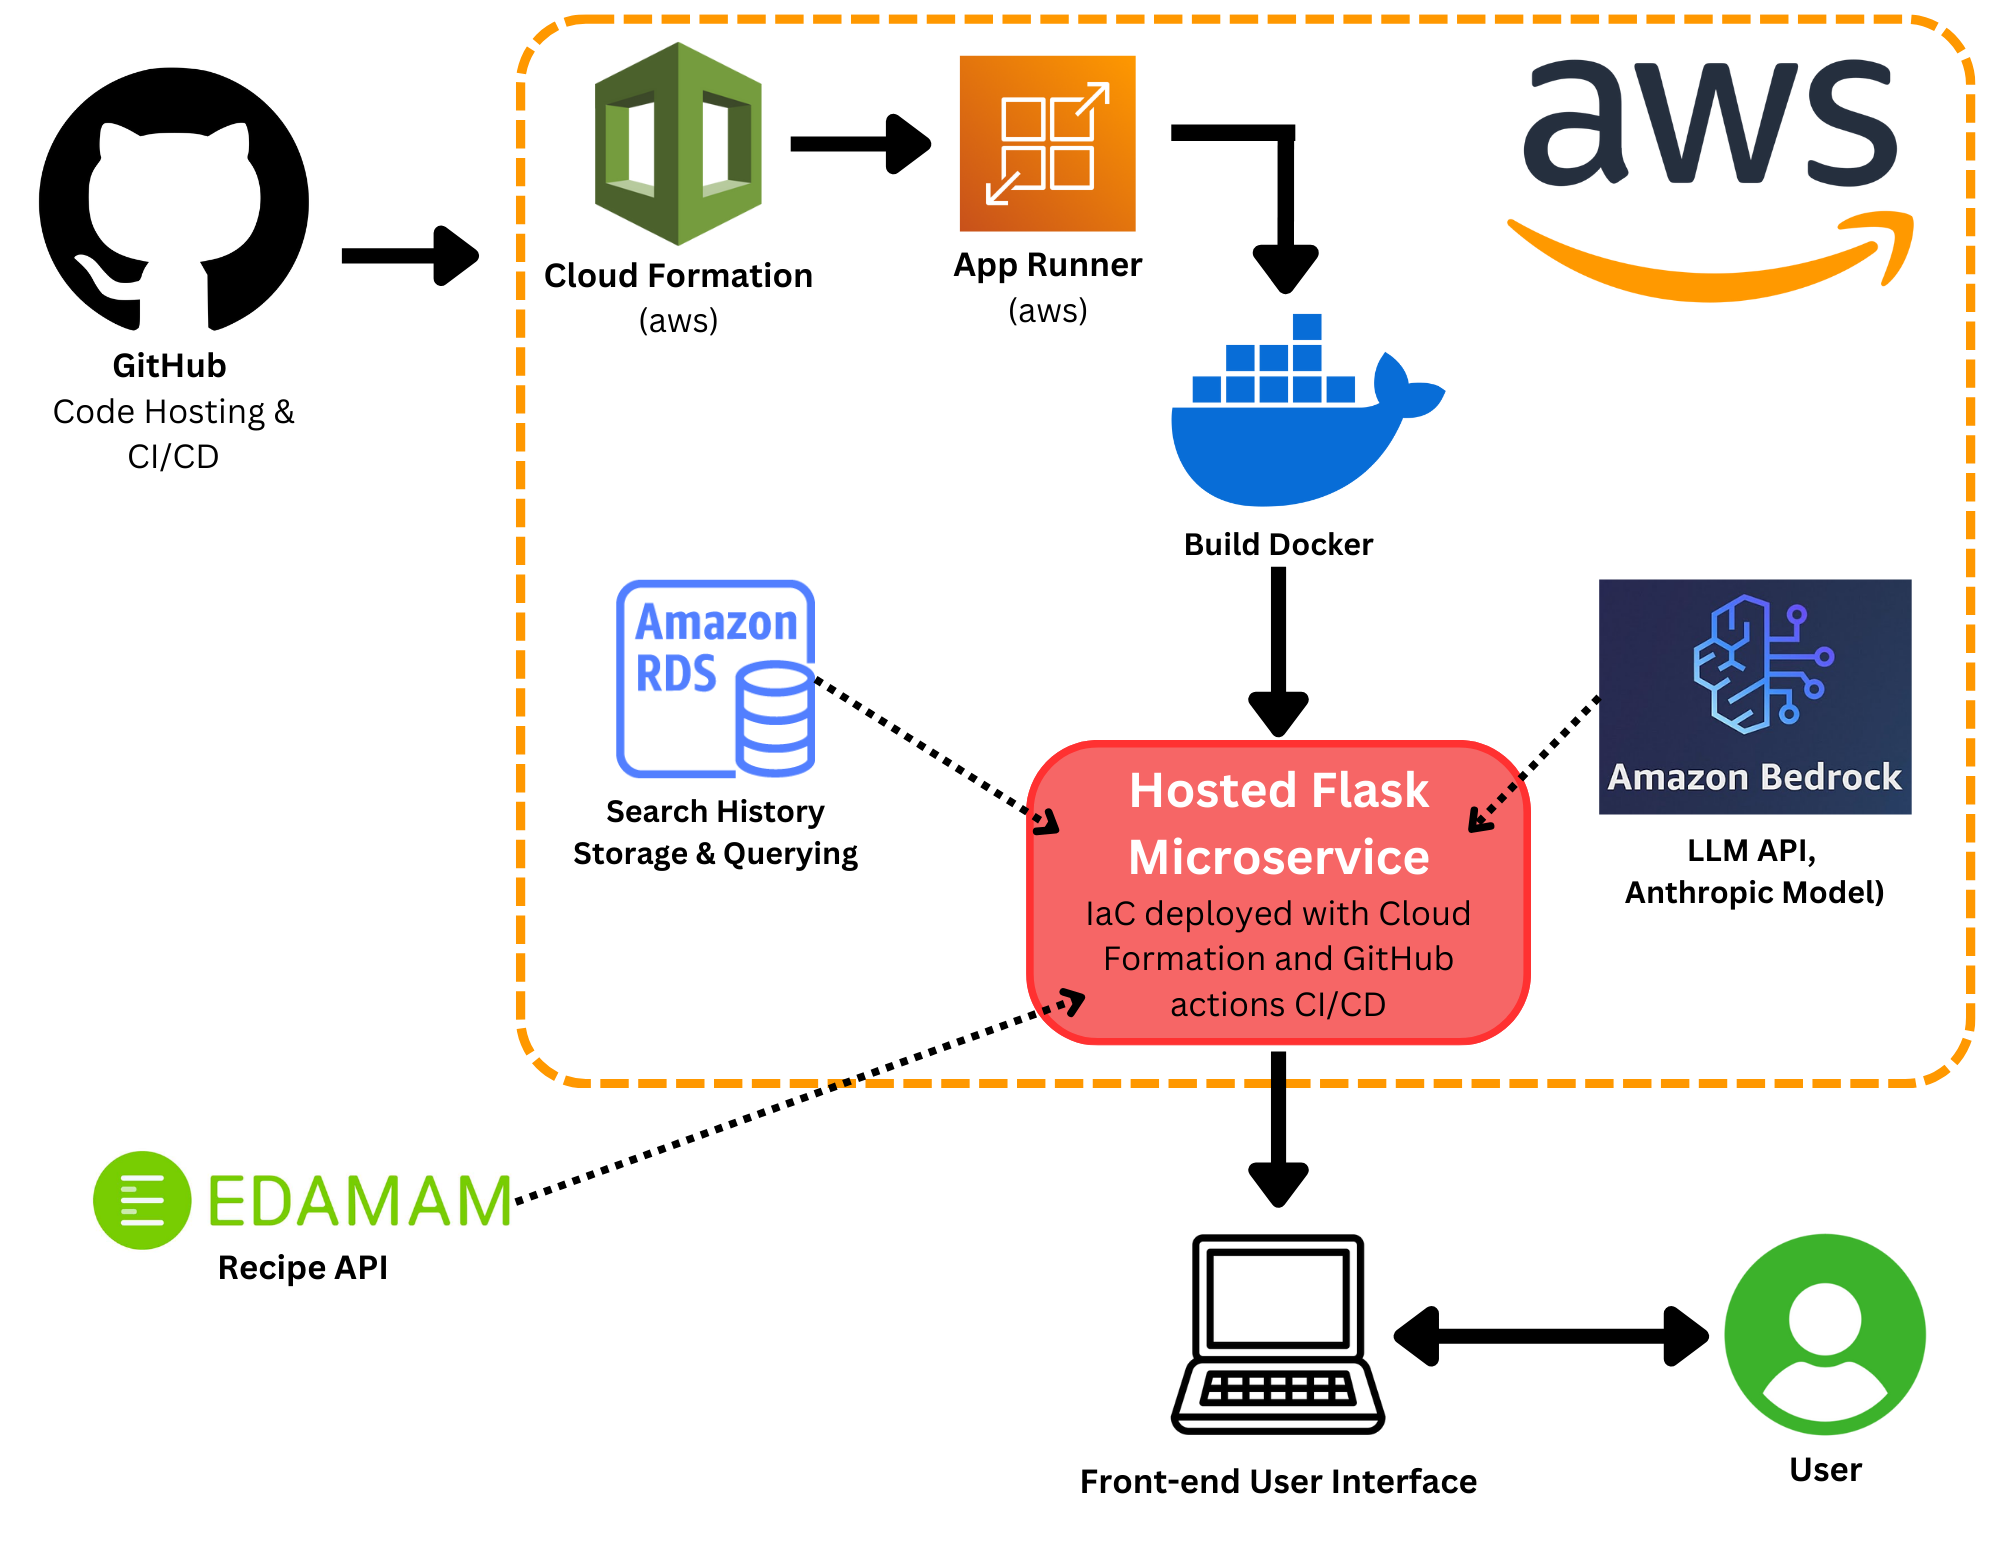 aws
Cloud Formation
(aws)
App Runner
(aws)
GitHub
Code Hosting &
CI/CD
Build Docker
Amazon
RDS
Search History
Storage & Querying
Amazon Bedrock
LLM API,
Anthropic Model)
Hosted Flask
Microservice
IaC deployed with Cloud
Formation and GitHub
actions CI/CD
EDAMAM
Recipe API
Front-end User Interface
User